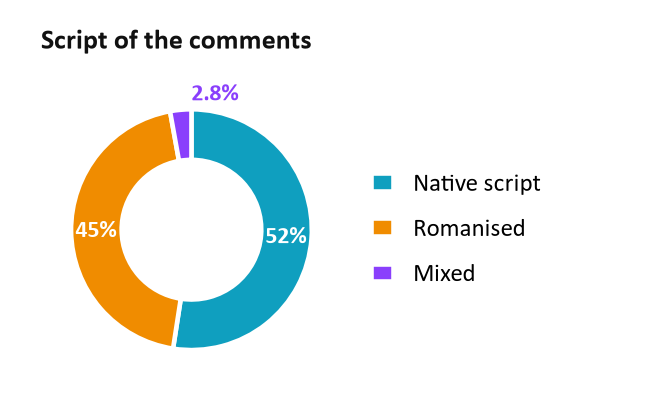 Script of the comments
2.8%
45%
52%
Native script
Romanised
Mixed